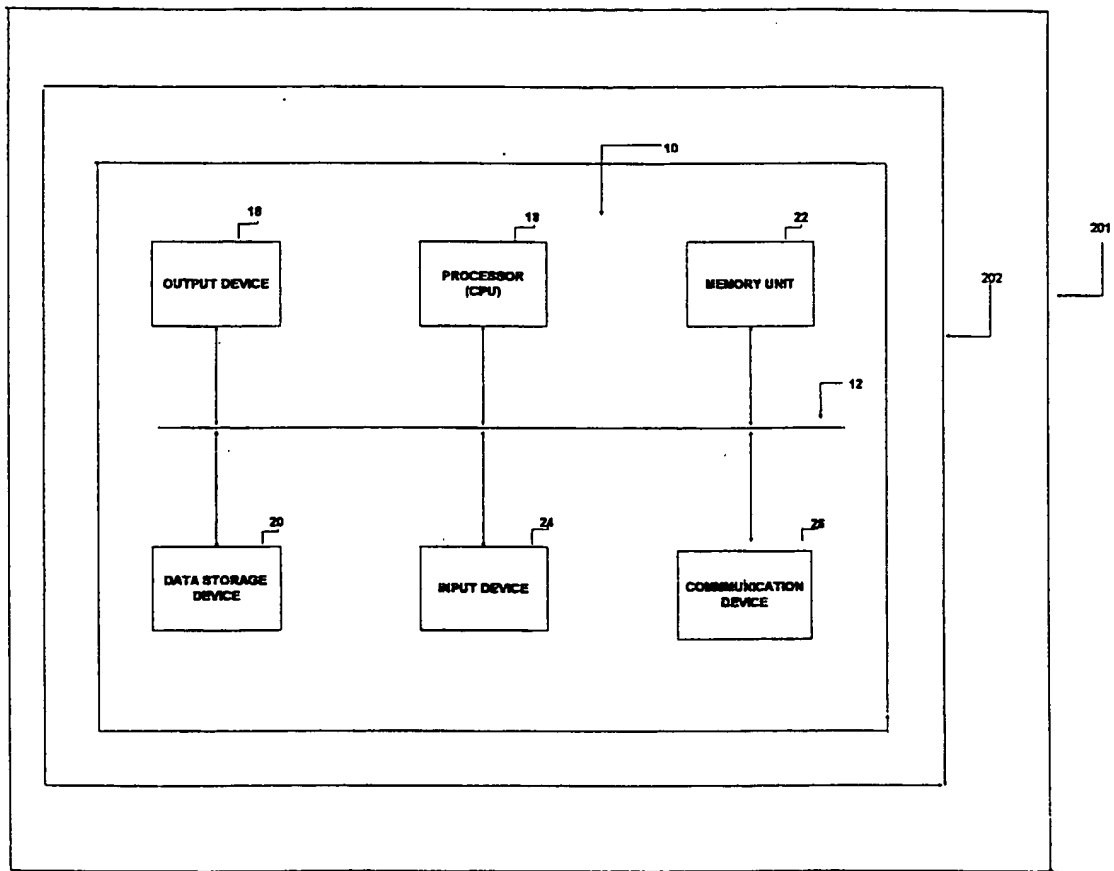 10
18
OUTPUT DEVICE
18
PROCESSOR
(CPU)
22
MEMORY UNIT
201
202
12
20
DATA STORAGE
DEVICE
24
INPUT DEVICE
COMMUNICATION
DEVICE